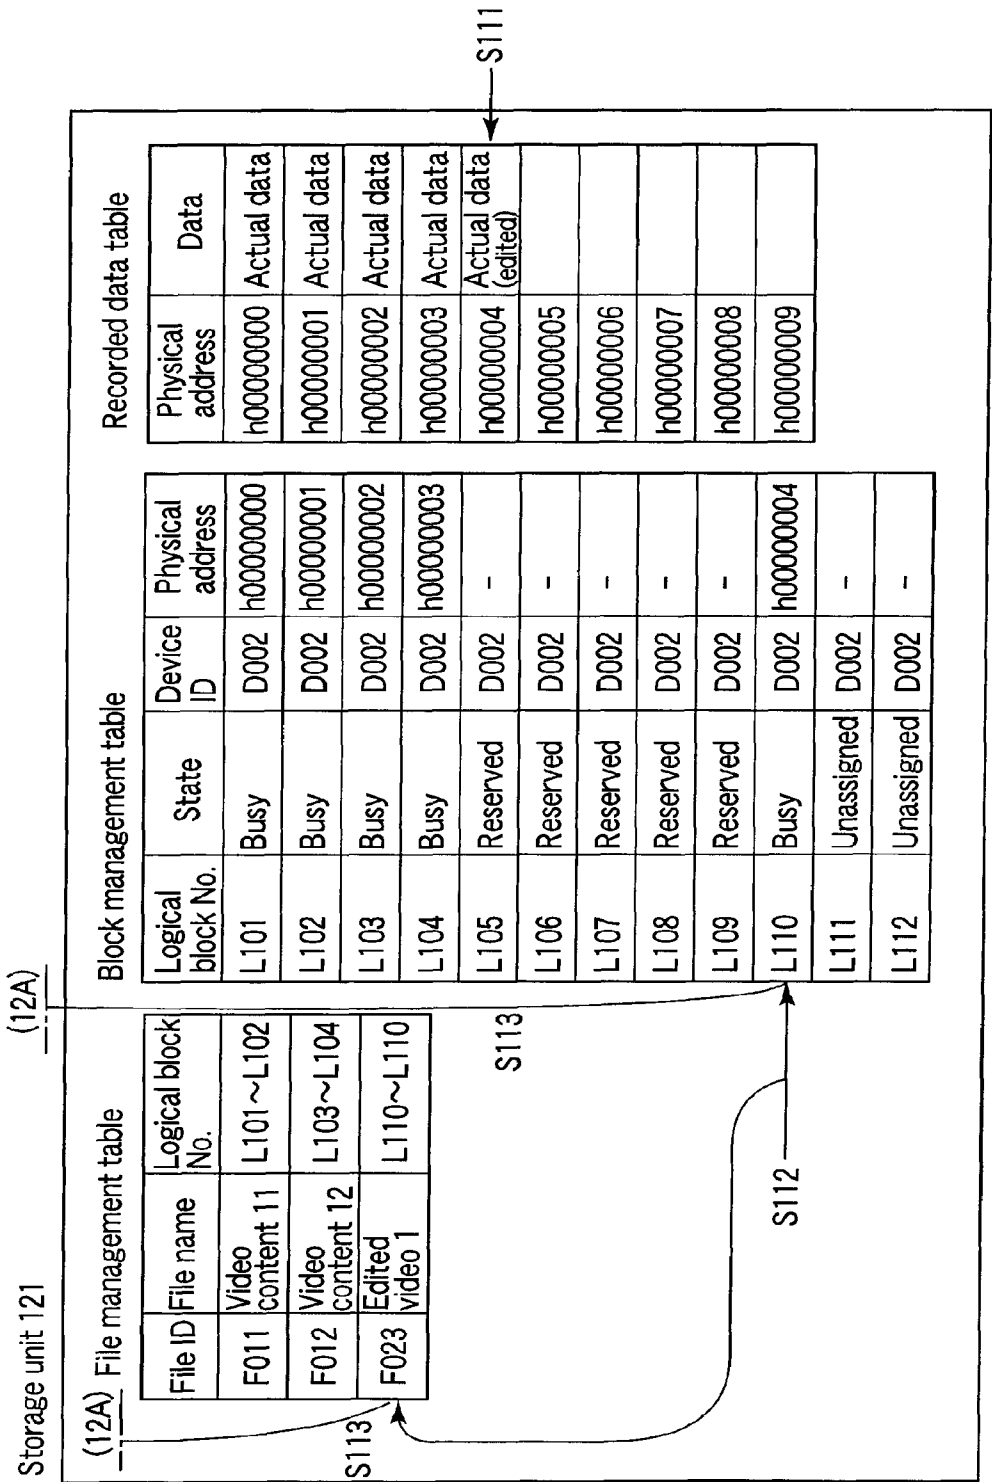 Storage unit 121
(12A)
(12A) File management table
File ID File name Logical block No.
F011 Video content 11 L101~L102
F012 Video content 12 L103~L104
F023 Edited video 1 L110~L110
S113
S113
S112
Block management table
Logical block No. State Device ID Physical address
L101 Busy D002 h00000000
L102 Busy D002 h00000001
L103 Busy D002 h00000002
L104 Busy D002 h00000003
L105 Reserved D002 -
L106 Reserved D002 -
L107 Reserved D002 -
L108 Reserved D002 -
L109 Reserved D002 -
L110 Busy D002 h00000004
L111 Unassigned D002 -
L112 Unassigned D002 -
Recorded data table
Physical address Data
h00000000 Actual data
h00000001 Actual data
h00000002 Actual data
h00000003 Actual data
h00000004 Actual data (edited)
h00000005
h00000006
h00000007
h00000008
h00000009
S111